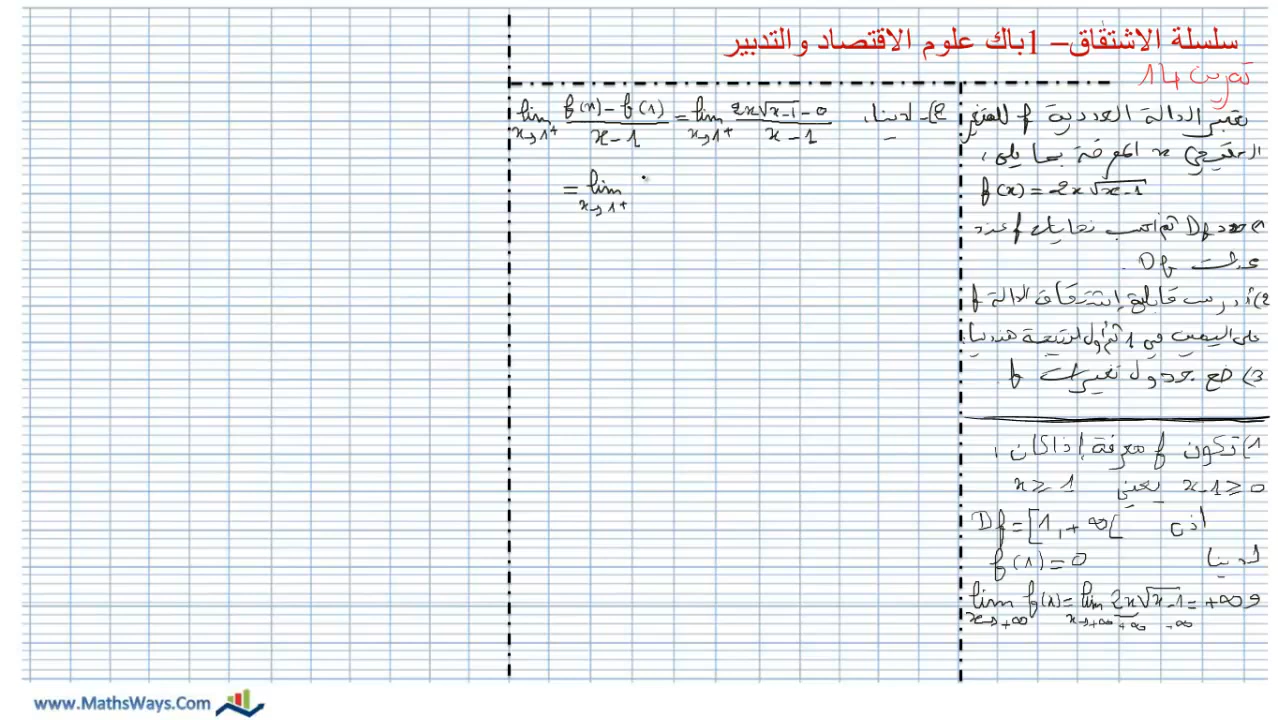 سلسلة الاشتقاق– 1باك علوم الاقتصاد والتدبير
تمرين 14
نعتبر الدالة العددية f للمتغير
الحقيقي x المعرفة بما يلي:
f(x) = 2x√(x-1)
1) حدد Df ثم احسب نهايات f عند
محدات Df.
2) أدرس قابلية إشتقاق الدالة f
على اليمين في 1 ثم أول النتيجة هندسيا.
3) ضع جدول تغيرات f.
1) تكون f معرفة إذا كان:
x-1 ≥ 0 يعني x ≥ 1
اذن Df = [1, +∞[
لدينا f(1) = 0
و lim x→+∞ f(x) = lim x→+∞ 2x√(x-1) = +∞
2)- لدينا: lim x→1+ (f(x) - f(1))/(x-1) = lim x→1+ (2x√(x-1) - 0)/(x-1)
= lim x→1+
www.MathsWays.Com